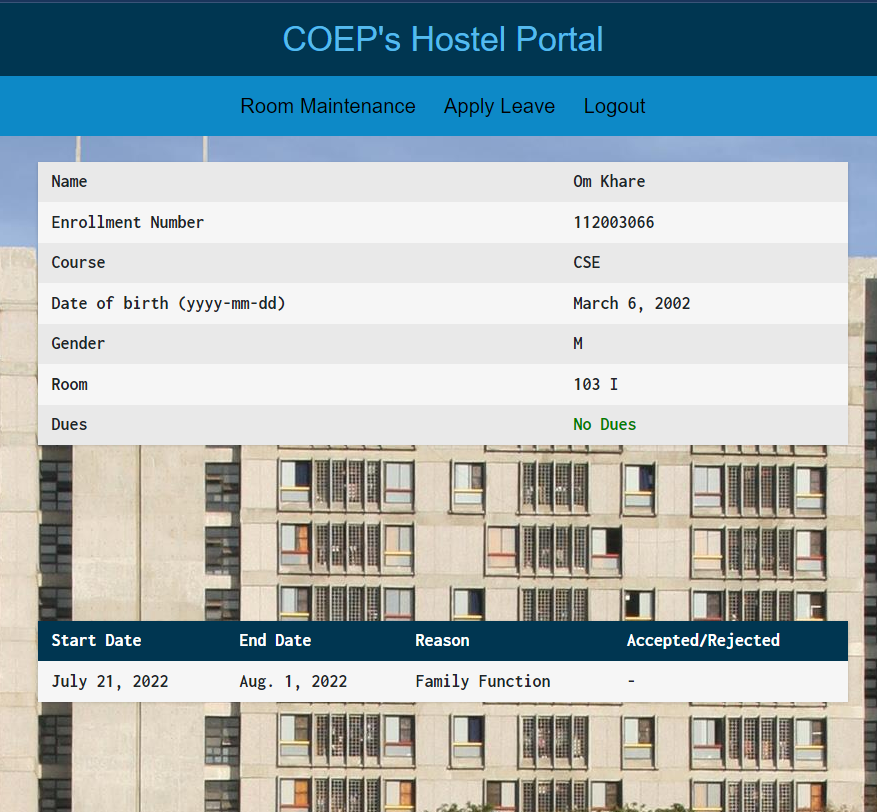 COEP's Hostel Portal
Room Maintenance Apply Leave Logout
Name Om Khare
Enrollment Number 112003066
Course CSE
Date of birth (yyyy-mm-dd) March 6, 2002
Gender M
Room 103 I
Dues No Dues
Start Date End Date Reason Accepted/Rejected
July 21, 2022 Aug. 1, 2022 Family Function -